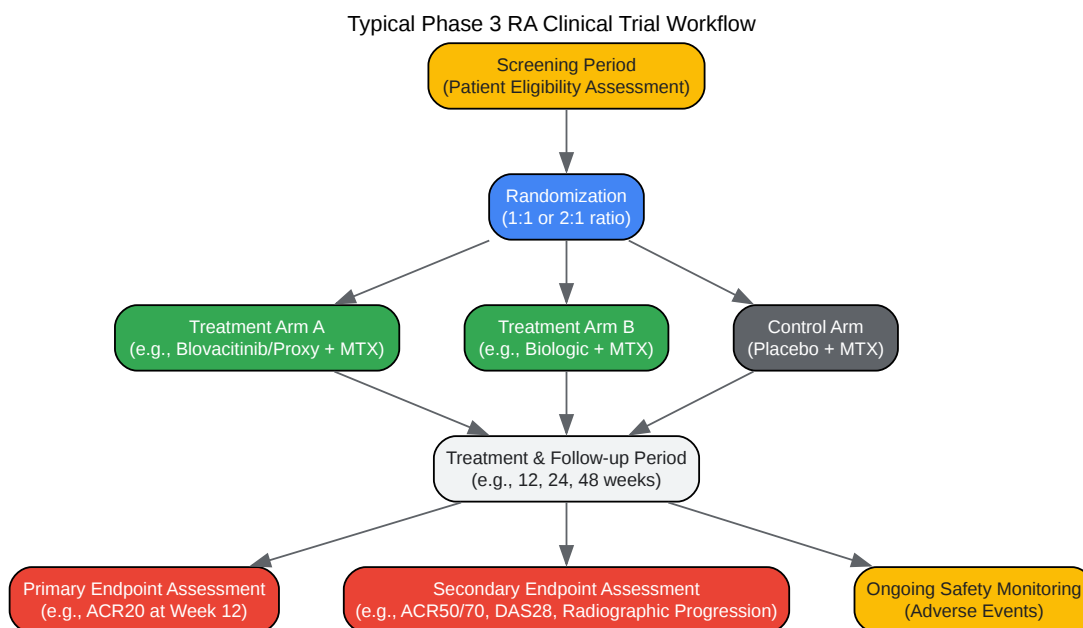 Typical Phase 3 RA Clinical Trial Workflow
Screening Period
(Patient Eligibility Assessment)
Randomization
(1:1 or 2:1 ratio)
Treatment Arm A
(e.g., Blovacitinib/Proxy + MTX)
Treatment Arm B
(e.g., Biologic + MTX)
Control Arm
(Placebo + MTX)
Treatment & Follow-up Period
(e.g., 12, 24, 48 weeks)
Primary Endpoint Assessment
(e.g., ACR20 at Week 12)
Secondary Endpoint Assessment
(e.g., ACR50/70, DAS28, Radiographic Progression)
Ongoing Safety Monitoring
(Adverse Events)